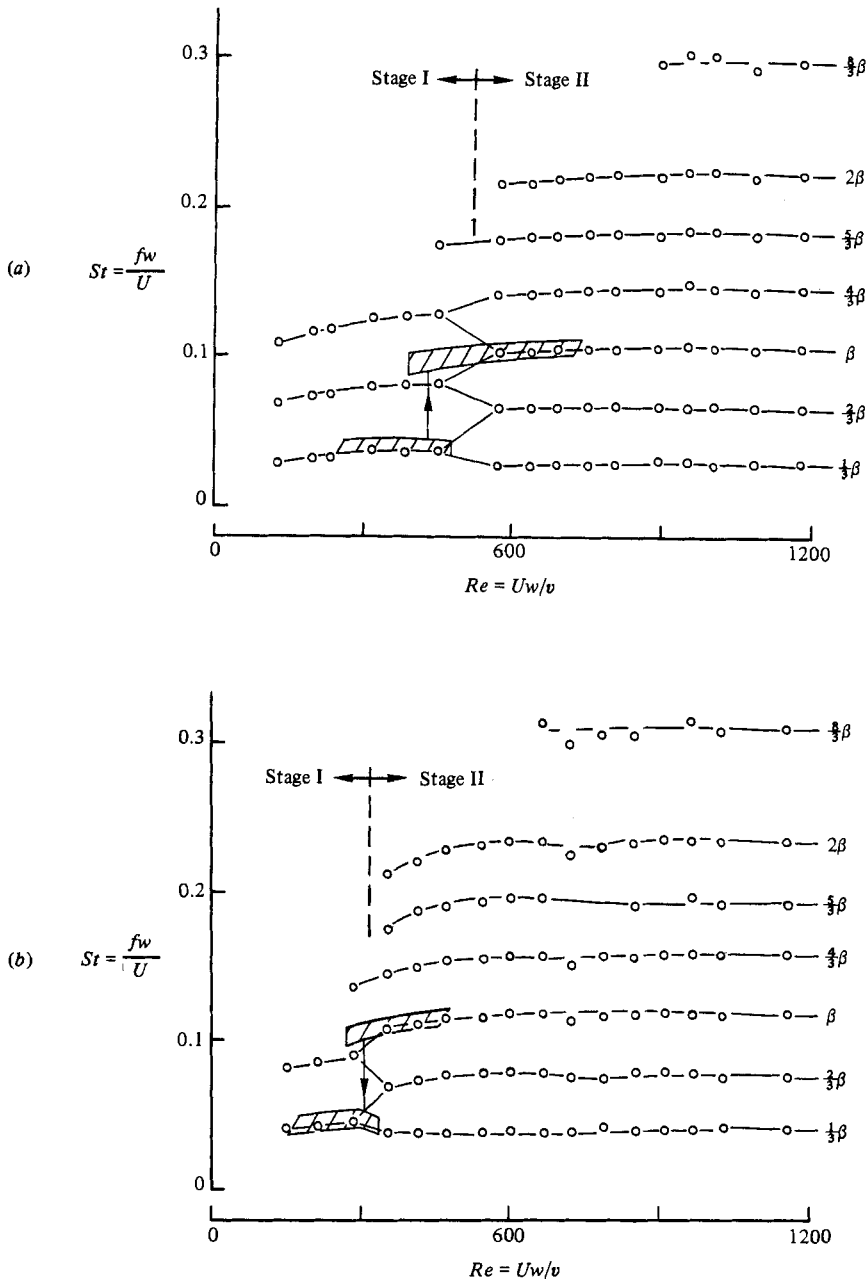 0.3
Stage I
Stage II
8/3β
0.2
2β
5/3β
(a)
St = fw/U
4/3β
0.1
β
2/3β
1/3β
0
0
600
1200
Re = Uw/ν
0.3
Stage I
Stage II
8/3β
2β
0.2
5/3β
(b)
St = fw/U
4/3β
0.1
β
2/3β
1/3β
0
0
600
1200
Re = Uw/ν